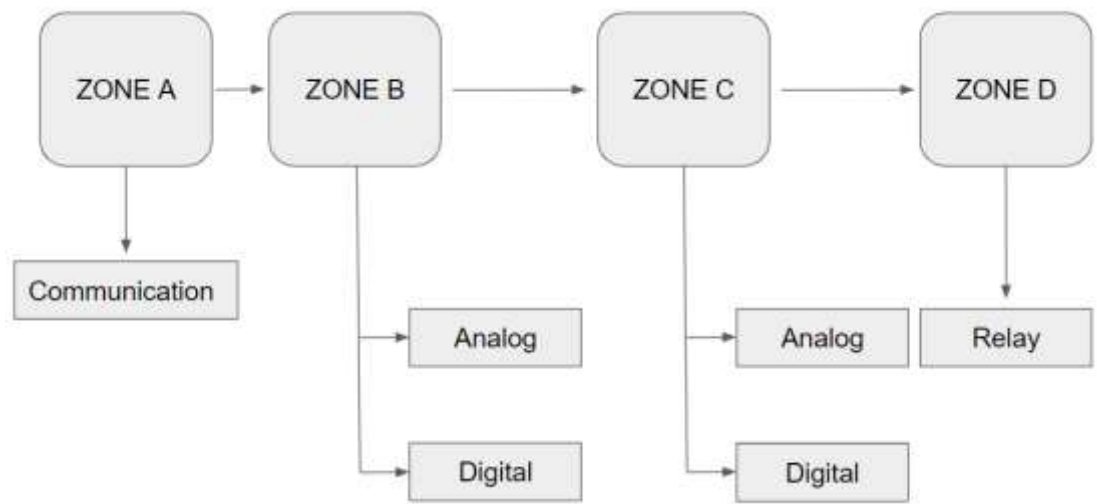 ZONE A
ZONE B
ZONE C
ZONE D
Communication
Analog
Analog
Relay
Digital
Digital